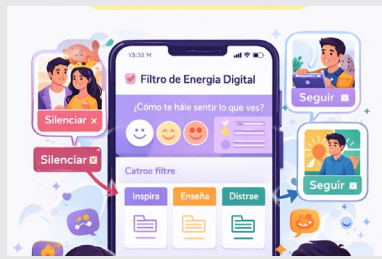 13:32 M
Filtro de Energia Digital
¿Cómo te haïe sentir lo que ves?
Silenciar ×
Silenciar
Seguir
Seguir
Catroe filtre:
Inspira
Enseña
Distrae